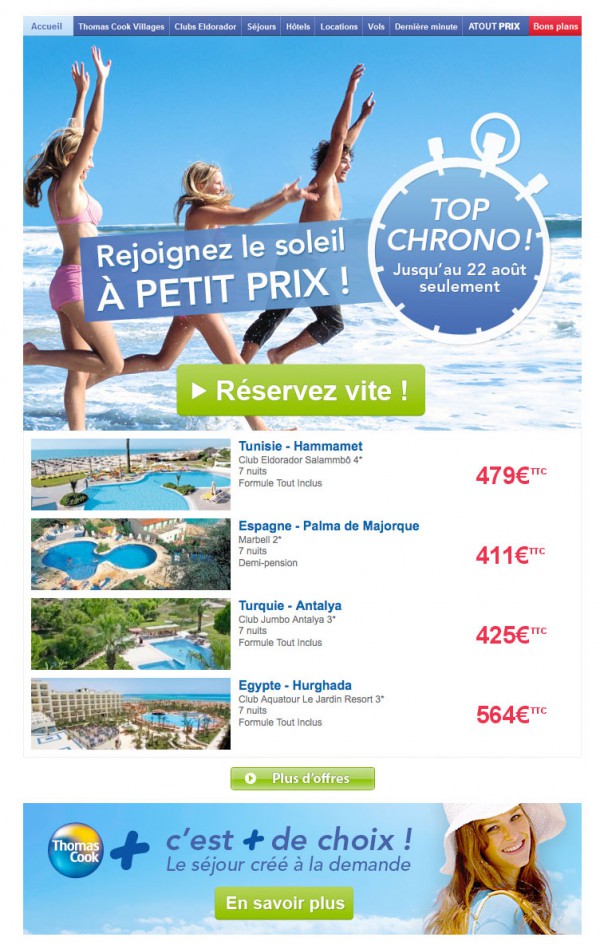 Accueil Thomas Cook Villages Clubs Eldorador Séjours Hôtels Locations Vols Dernière minute ATOUT PRIX Bons plans
Rejoignez le soleil
À PETIT PRIX !
TOP
CHRONO !
Jusqu'au 22 août
seulement
Réservez vite !
Tunisie - Hammamet
Club Eldorador Salammbô 4*
7 nuits
Formule Tout Inclus
479€TTC
Espagne - Palma de Majorque
Marbell 2*
7 nuits
Demi-pension
411€TTC
Turquie - Antalya
Club Jumbo Antalya 3*
7 nuits
Formule Tout Inclus
425€TTC
Egypte - Hurghada
Club Aquatour Le Jardin Resort 3*
7 nuits
Formule Tout Inclus
564€TTC
Plus d'offres
Thomas
Cook
+ c'est + de choix !
Le séjour créé à la demande
En savoir plus